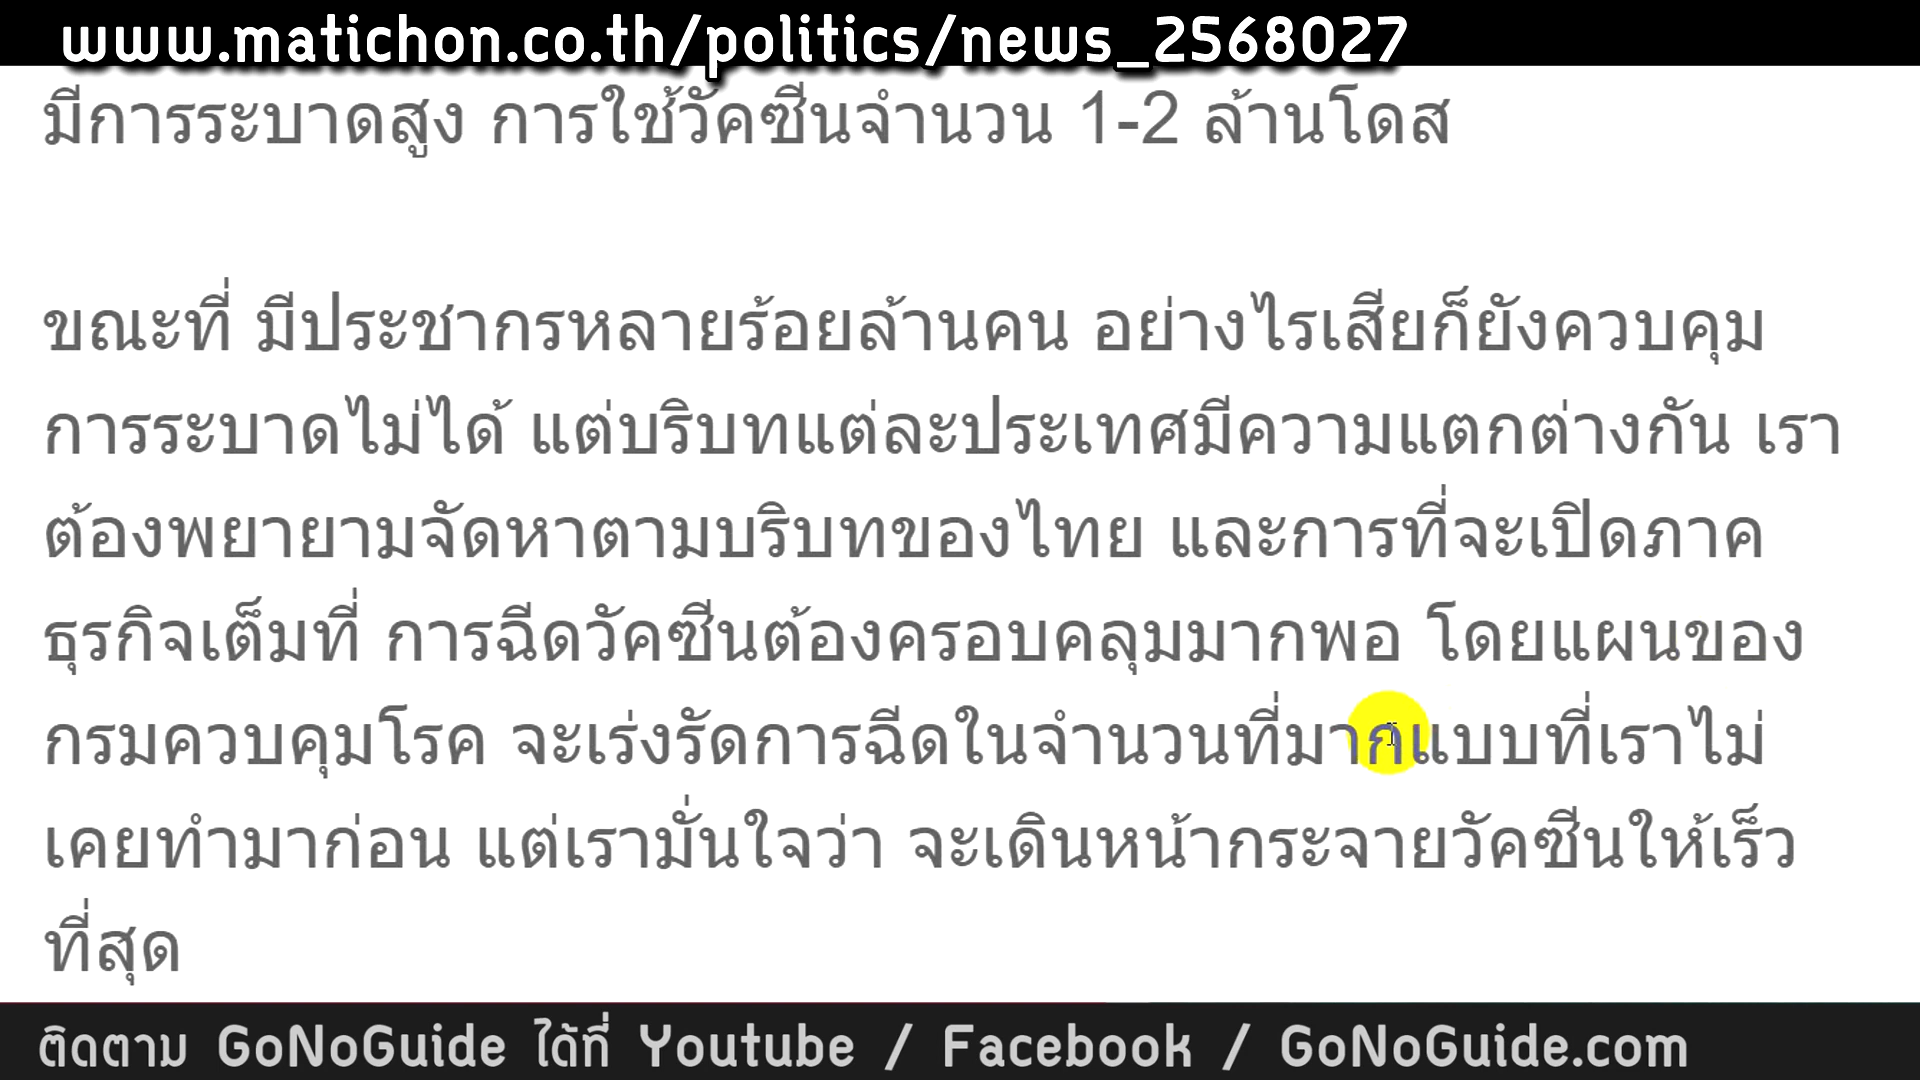 www.matichon.co.th/politics/news_2568027
มีการระบาดสูง การใช้วัคซีนจำนวน 1-2 ล้านโดส
ขณะที่ มีประชากรหลายร้อยล้านคน อย่างไรเสียก็ยังควบคุม
การระบาดไม่ได้ แต่บริบทแต่ละประเทศมีความแตกต่างกัน เรา
ต้องพยายามจัดหาตามบริบทของไทย และการที่จะเปิดภาค
ธุรกิจเต็มที่ การฉีดวัคซีนต้องครอบคลุมมากพอ โดยแผนของ
กรมควบคุมโรค จะเร่งรัดการฉีดในจำนวนที่มากแบบที่เราไม่
เคยทำมาก่อน แต่เรามั่นใจว่า จะเดินหน้ากระจายวัคซีนให้เร็ว
ที่สุด
ติดตาม GoNoGuide ได้ที่ Youtube / Facebook / GoNoGuide.com